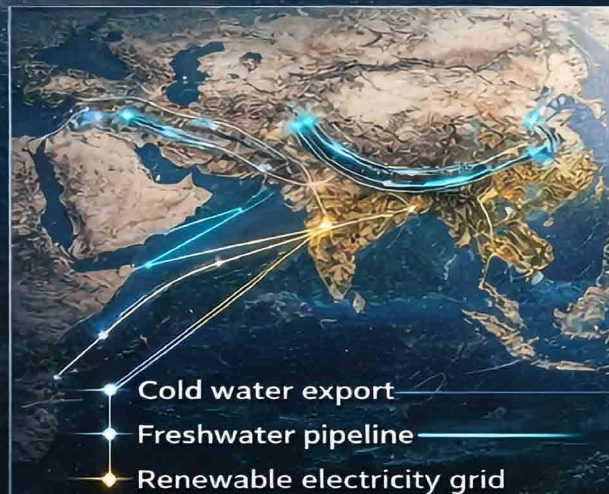 Cold water export
Freshwater pipeline
Renewable electricity grid